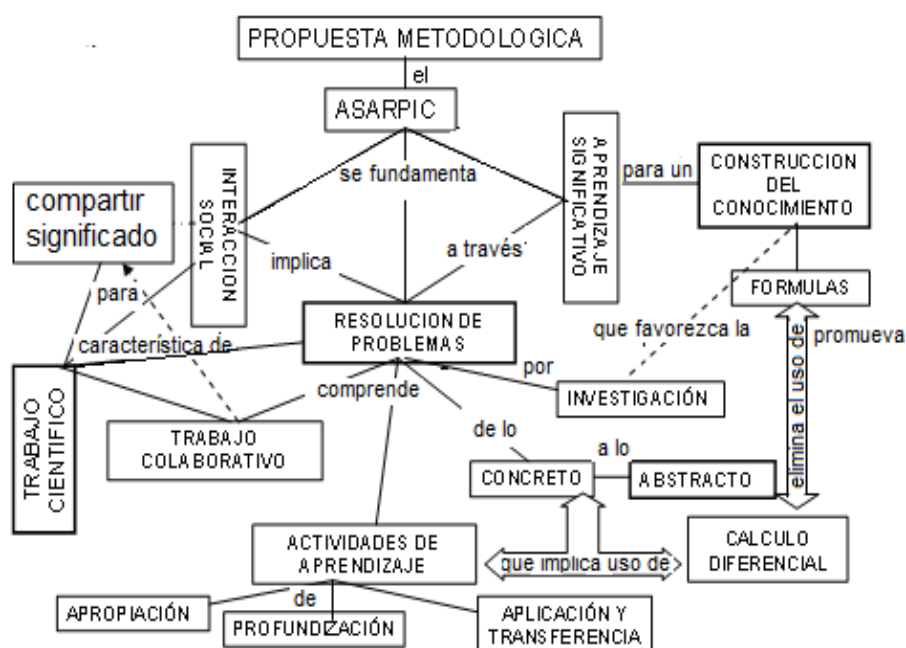 PROPUESTA METODOLOGICA
el
ASARPIC
se fundamenta
INTERACCION
SOCIAL
APRENDIZAJE
SIGNIFICATIVO
para un
CONSTRUCCION
DEL
CONOCIMIENTO
compartir
significado
implica
a través
FORMULAS
para
RESOLUCION DE
PROBLEMAS
que favorezca la
promueva
elimina el uso de
característica de
por
comprende
INVESTIGACIÓN
TRABAJO
CIENTIFICO
TRABAJO
COLABORATIVO
de lo
a lo
CONCRETO
ABSTRACTO
ACTIVIDADES DE
APRENDIZAJE
que implica uso de
CALCULO
DIFERENCIAL
de
APROPIACIÓN
PROFUNDIZACIÓN
APLICACIÓN Y
TRANSFERENCIA